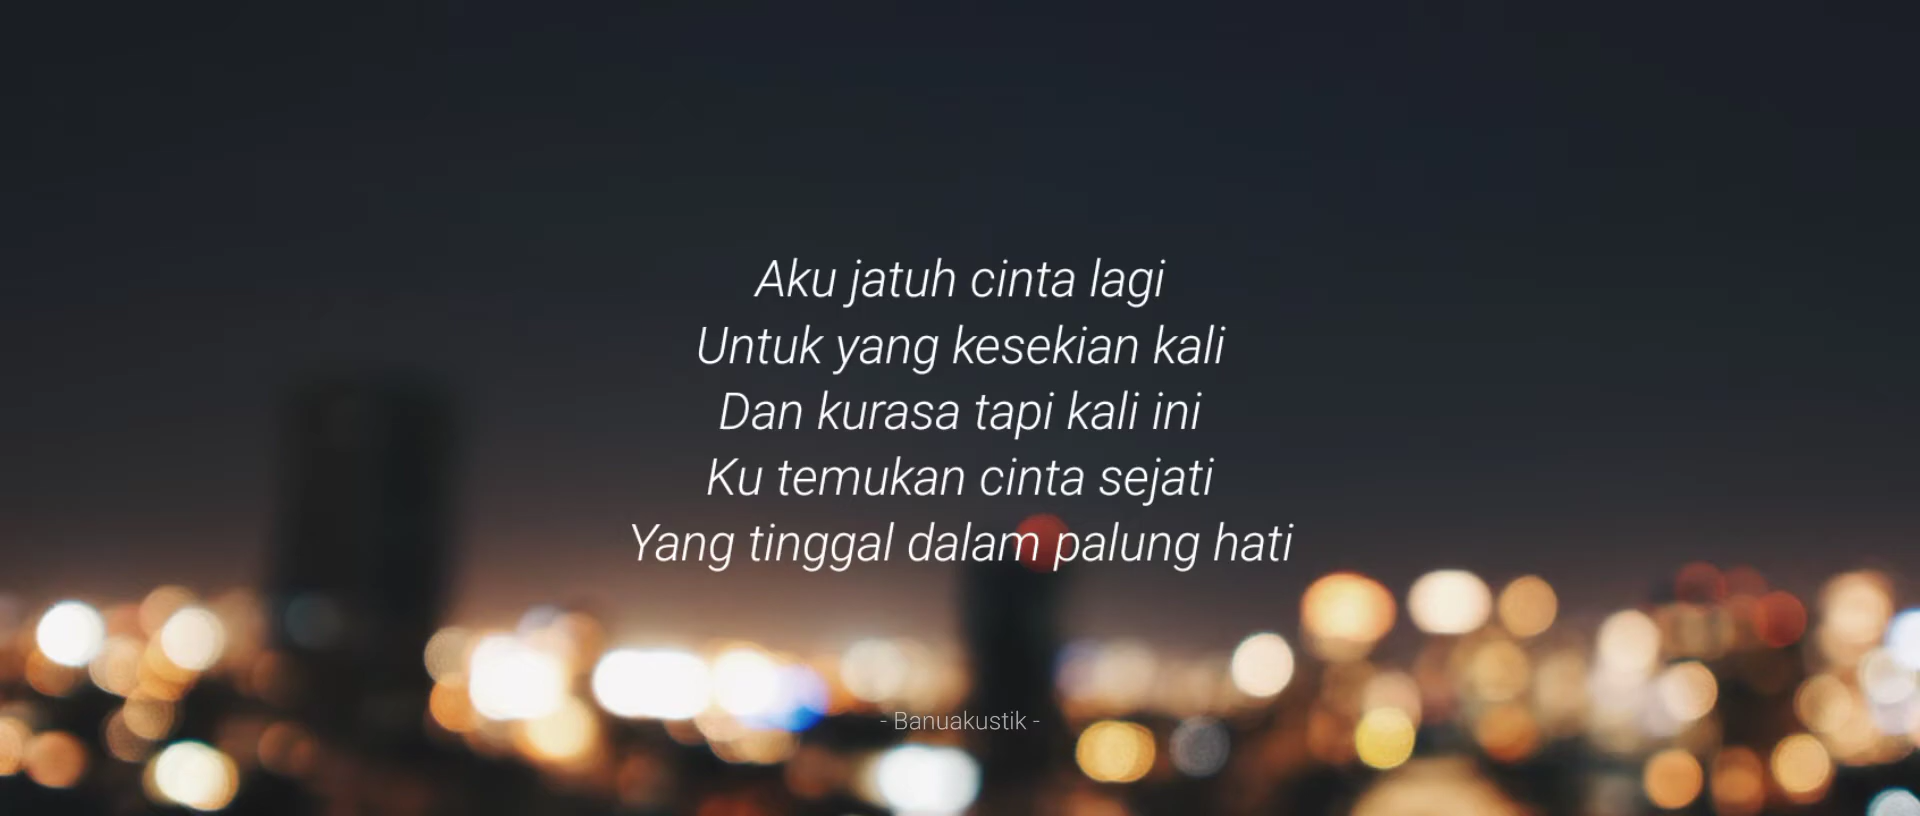 Aku jatuh cinta lagi
Untuk yang kesekian kali
Dan kurasa tapi kali ini
Ku temukan cinta sejati
Yang tinggal dalam palung hati
- Banuakustik -